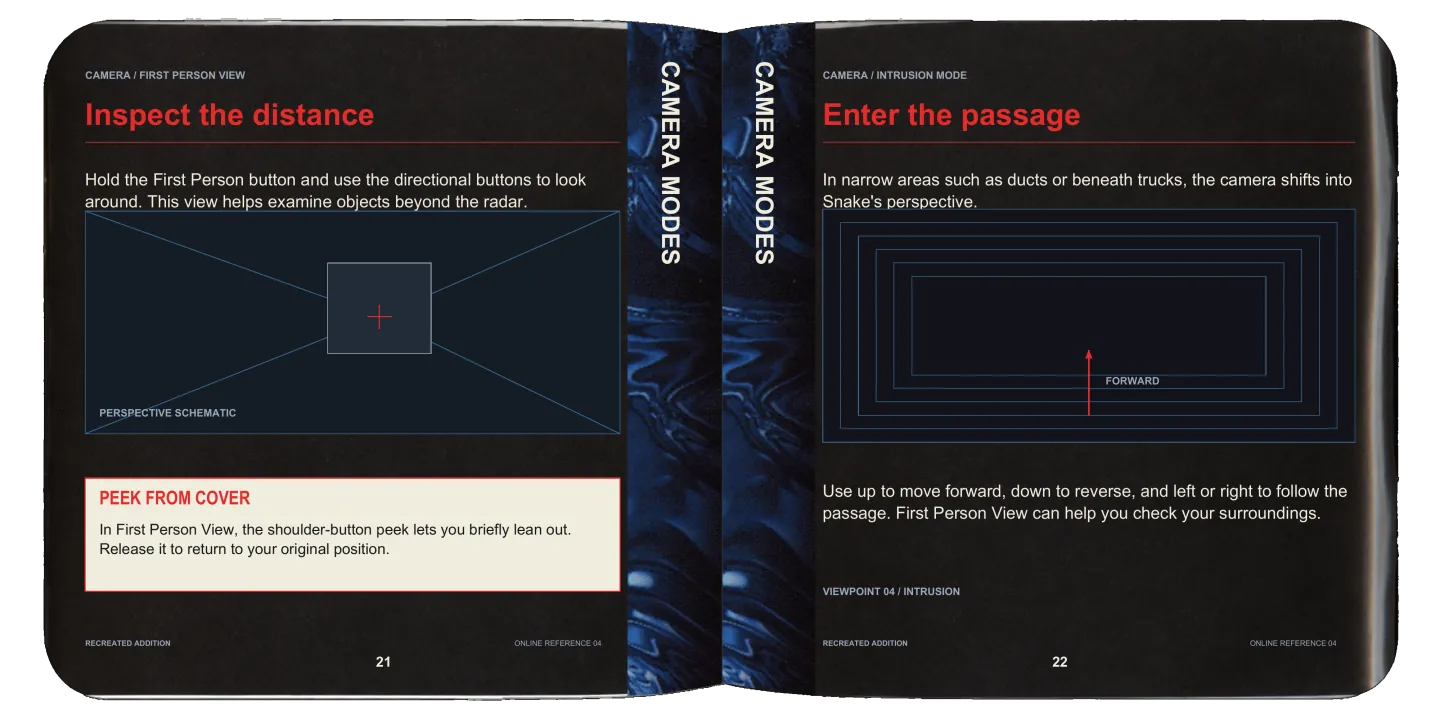 CAMERA / FIRST PERSON VIEW
Inspect the distance
Hold the First Person button and use the directional buttons to look
around. This view helps examine objects beyond the radar.
PERSPECTIVE SCHEMATIC
PEEK FROM COVER
In First Person View, the shoulder-button peek lets you briefly lean out.
Release it to return to your original position.
RECREATED ADDITION
ONLINE REFERENCE 04
21
CAMERA MODES
CAMERA MODES
CAMERA / INTRUSION MODE
Enter the passage
In narrow areas such as ducts or beneath trucks, the camera shifts into
Snake's perspective.
FORWARD
Use up to move forward, down to reverse, and left or right to follow the
passage. First Person View can help you check your surroundings.
VIEWPOINT 04 / INTRUSION
RECREATED ADDITION
ONLINE REFERENCE 04
22